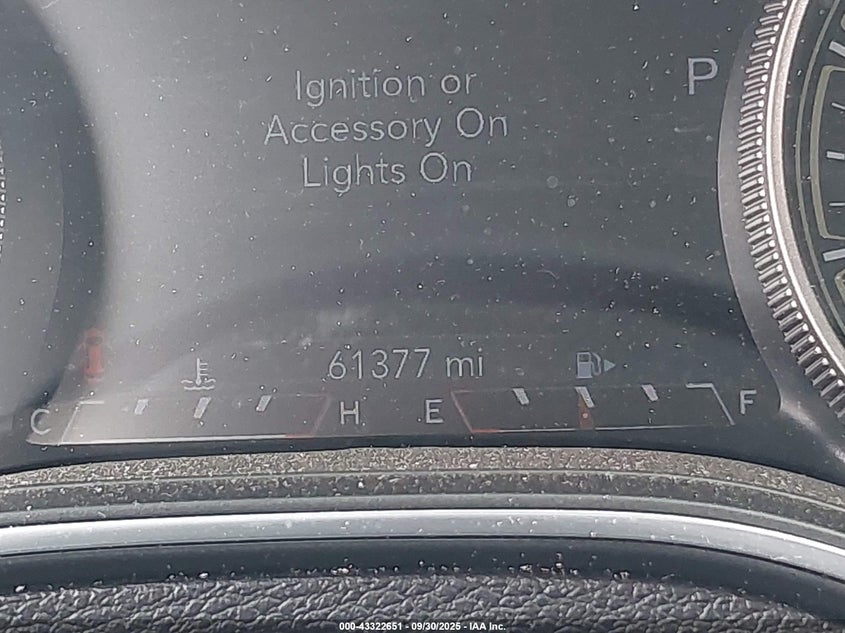 Ignition or
Accessory On
Lights On
P
61377 mi
C H E F
000-43322651 - 09/30/2025 - IAA Inc.